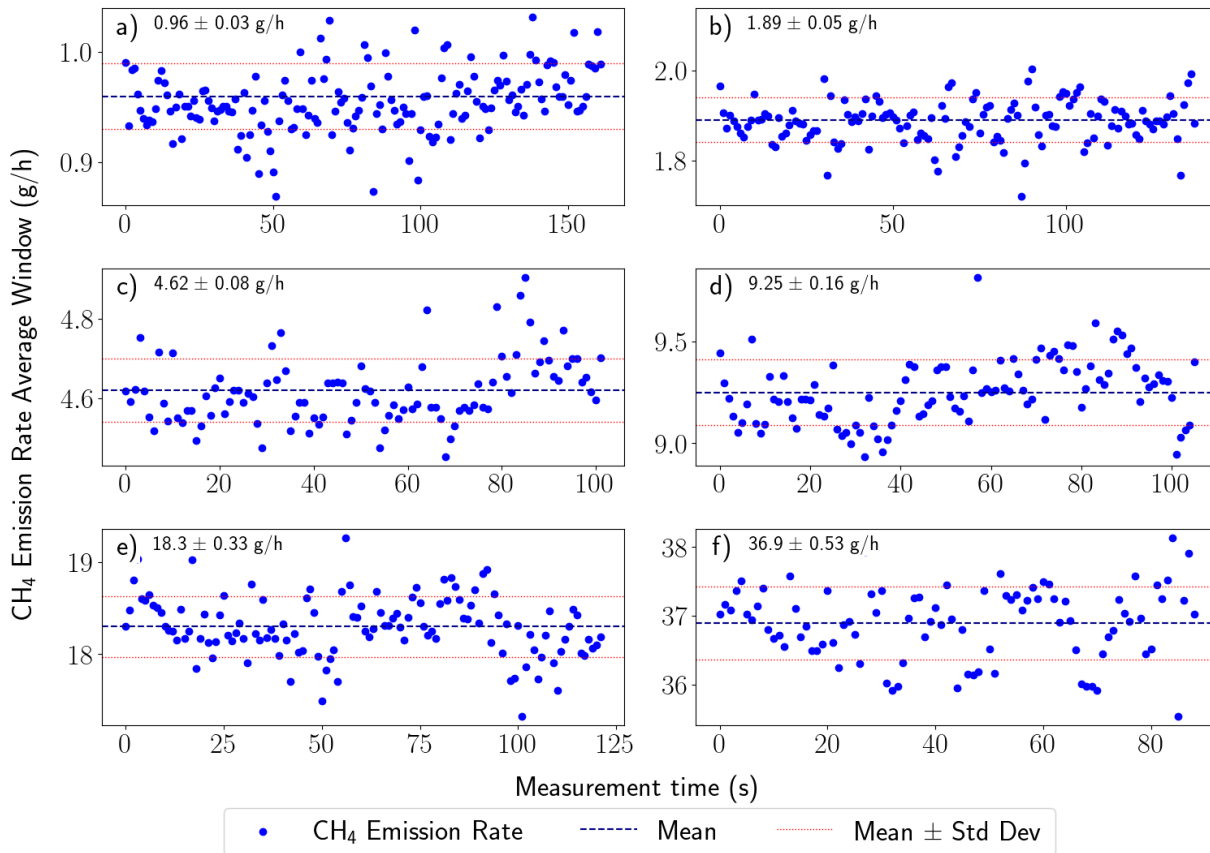 CH₄ Emission Rate Average Window (g/h)
a) 0.96 ± 0.03 g/h
1.0
0.9
0 50 100 150
b) 1.89 ± 0.05 g/h
2.0
1.8
0 50 100
c) 4.62 ± 0.08 g/h
4.8
4.6
0 20 40 60 80 100
d) 9.25 ± 0.16 g/h
9.5
9.0
0 20 40 60 80 100
e) 18.3 ± 0.33 g/h
19
18
0 25 50 75 100 125
f) 36.9 ± 0.53 g/h
38
37
36
0 20 40 60 80
Measurement time (s)
CH₄ Emission Rate Mean Mean ± Std Dev